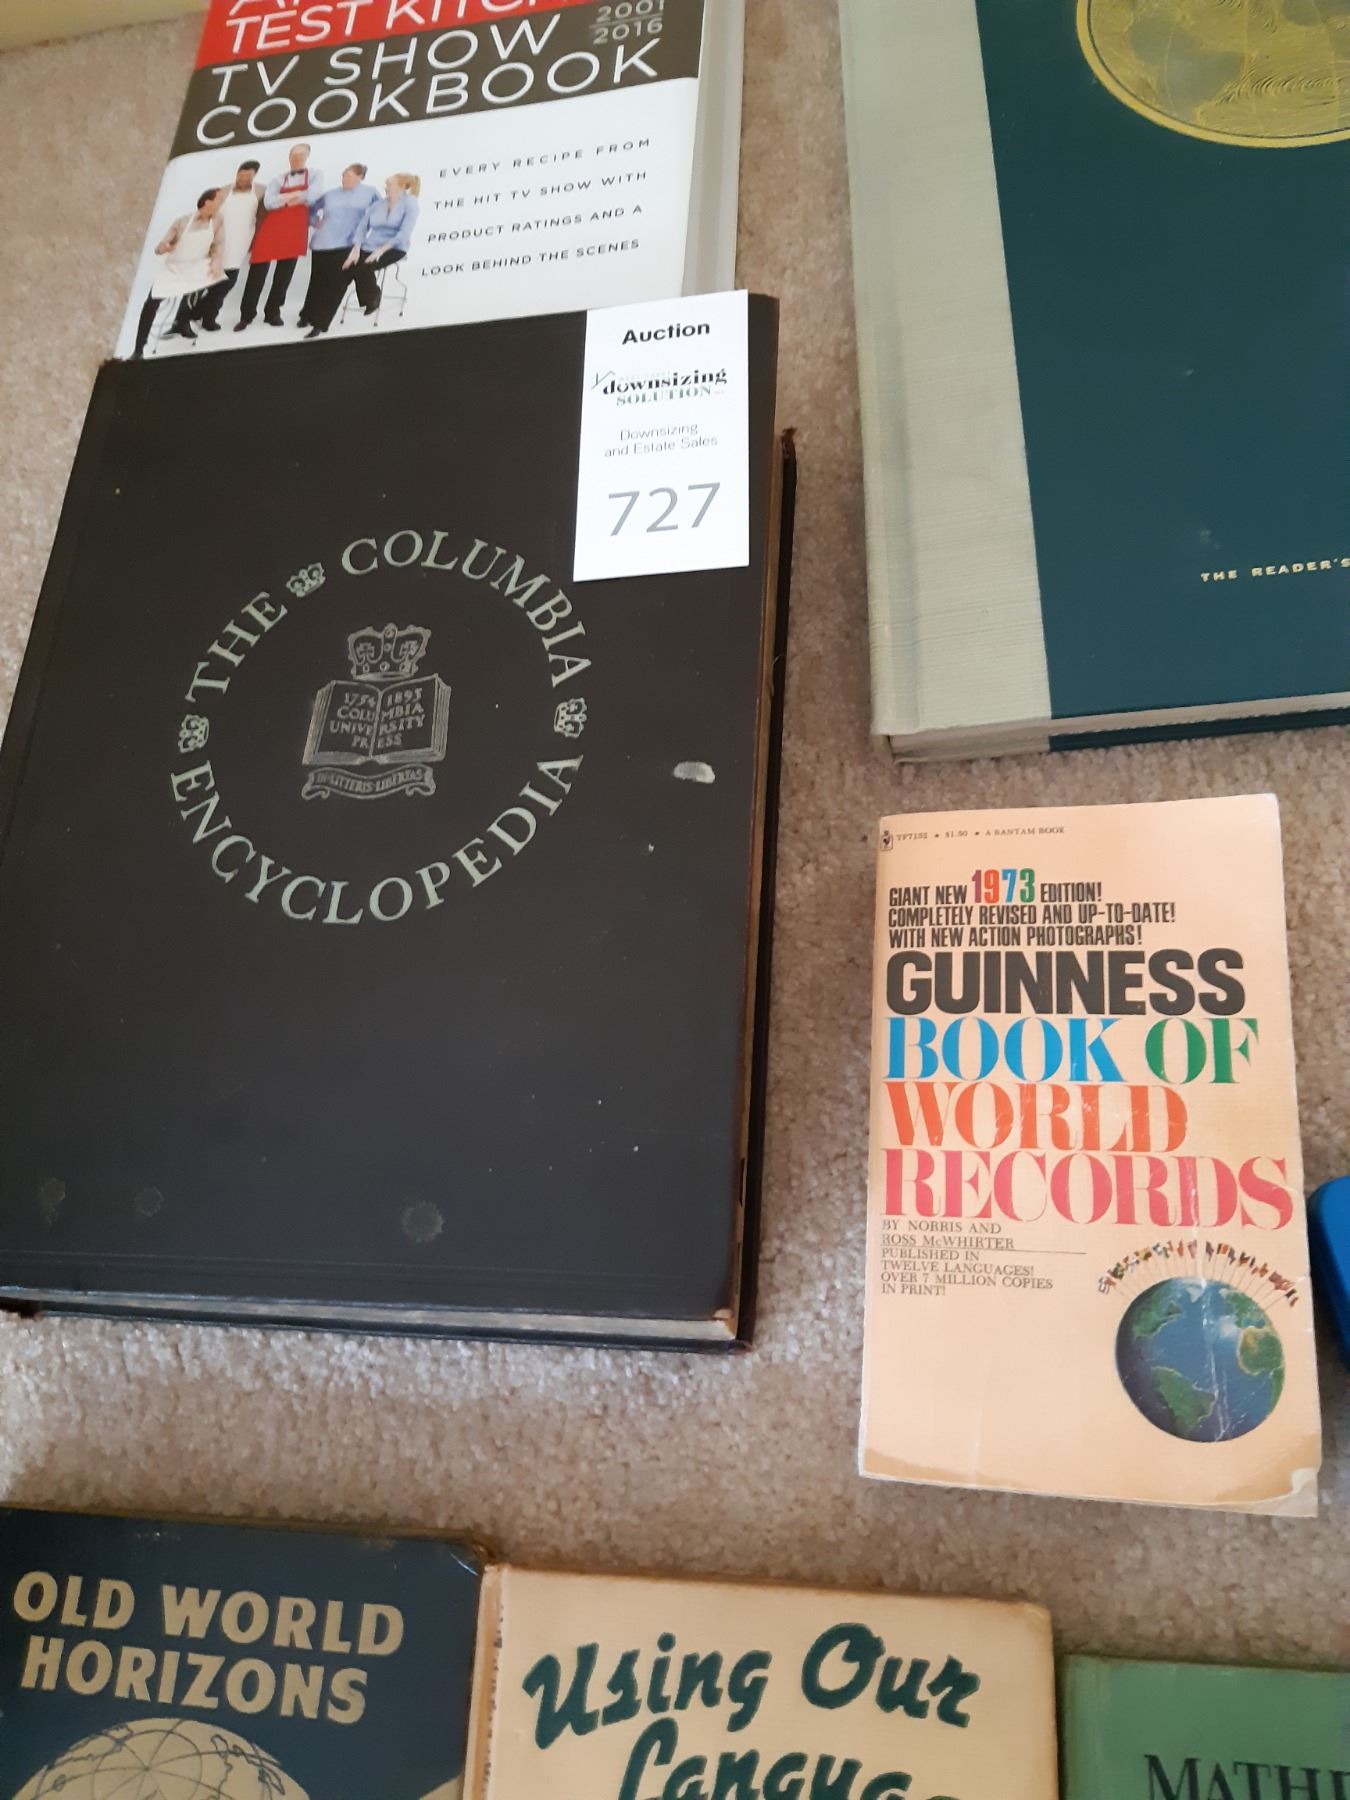 TEST KITCHEN
TV SHOW
COOKBOOK
2001
2016
EVERY RECIPE FROM
THE HIT TV SHOW WITH
PRODUCT RATINGS AND A
LOOK BEHIND THE SCENES
Auction
downsizing
SOLUTION
Downsizing
and Estate Sales
727
THE COLUMBIA
ENCYCLOPEDIA
1754 1893
COLUMBIA
UNIVERSITY
PRESS
IN·LITTERIS·LIBERTAS
THE READER'S
TP7132 • $1.50 • A BANTAM BOOK
GIANT NEW 1973 EDITION!
COMPLETELY REVISED AND UP-TO-DATE!
WITH NEW ACTION PHOTOGRAPHS!
GUINNESS
BOOK OF
WORLD
RECORDS
BY NORRIS AND
ROSS McWHIRTER
PUBLISHED IN
TWELVE LANGUAGES!
OVER 7 MILLION COPIES
IN PRINT!
OLD WORLD
HORIZONS
Using Our
Langua
MATHE